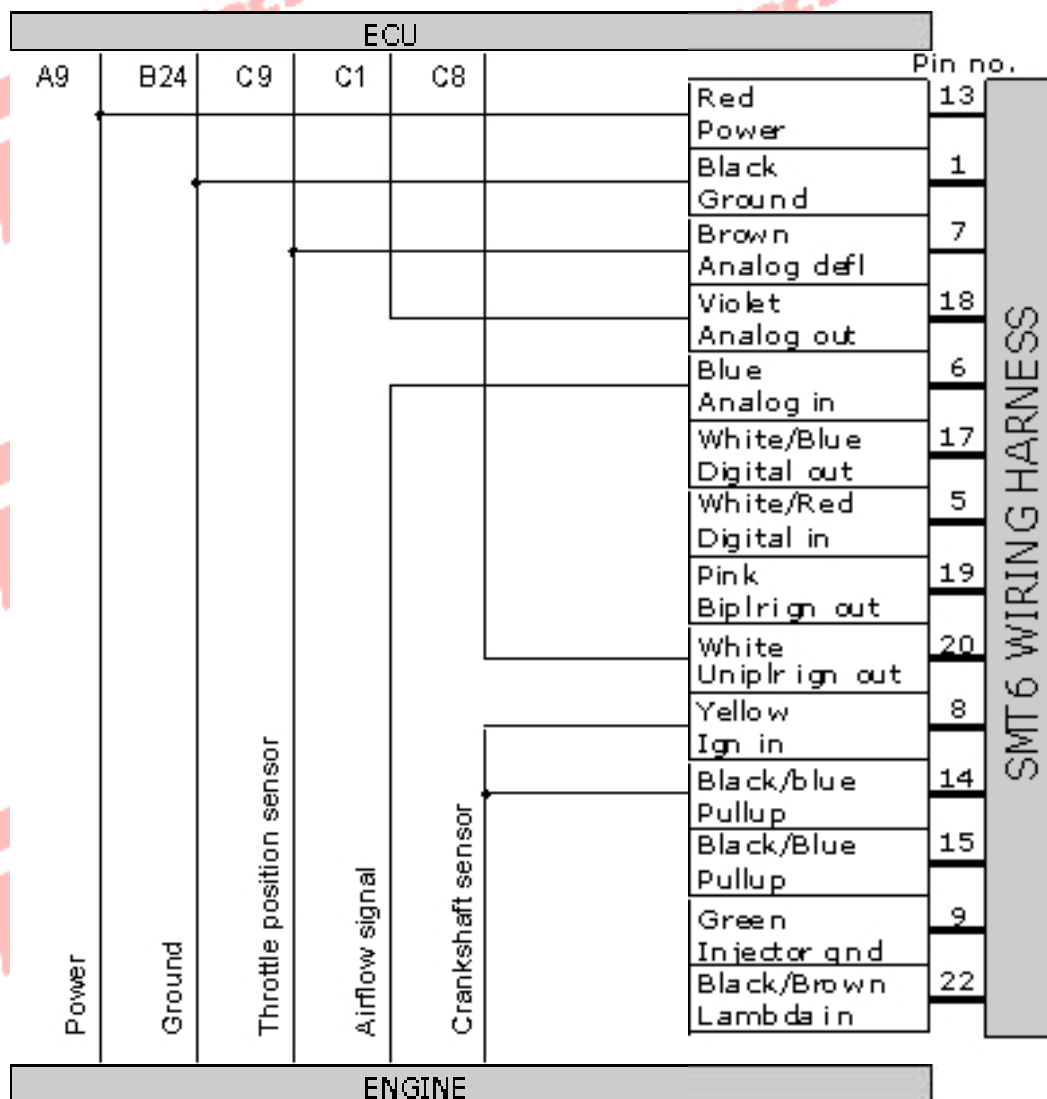 ECU
A9 B24 C9 C1 C8
Pin no.
Red 13
Power
Black 1
Ground
Brown 7
Analog defl
Violet 18
Analog out
Blue 6
Analog in
White/Blue 17
Digital out
White/Red 5
Digital in
Pink 19
Biplrign out
White 20
Uniplrign out
Yellow 8
Ign in
Black/blue 14
Pullup
Black/Blue 15
Pullup
Green 9
Injector gnd
Black/Brown 22
Lambda in
SMT 6 WIRING HARNESS
Power
Ground
Throttle position sensor
Airflow signal
Crankshaft sensor
ENGINE